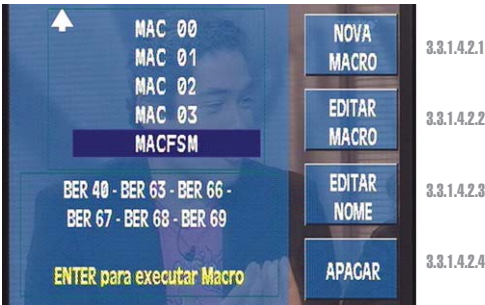 MAC 00
MAC 01
MAC 02
MAC 03
MACFSM
BER 40 - BER 63 - BER 66 -
BER 67 - BER 68 - BER 69
ENTER para executar Macro
NOVA
MACRO
EDITAR
MACRO
EDITAR
NOME
APAGAR
3.3.1.4.2.1
3.3.1.4.2.2
3.3.1.4.2.3
3.3.1.4.2.4